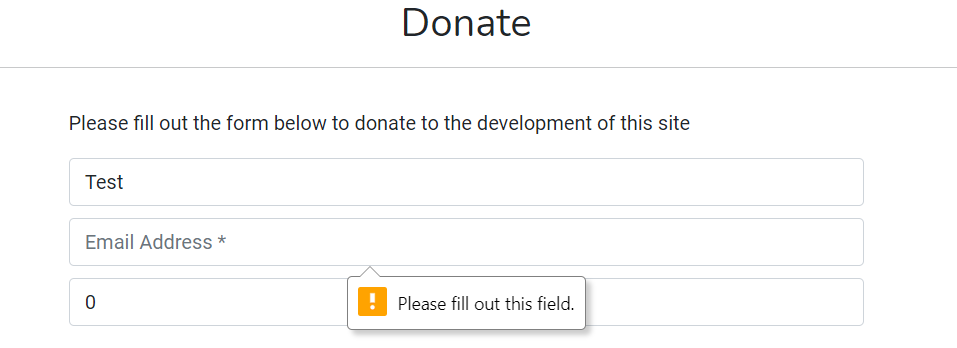 Donate
Please fill out the form below to donate to the development of this site
Test
Email Address *
0
! Please fill out this field.